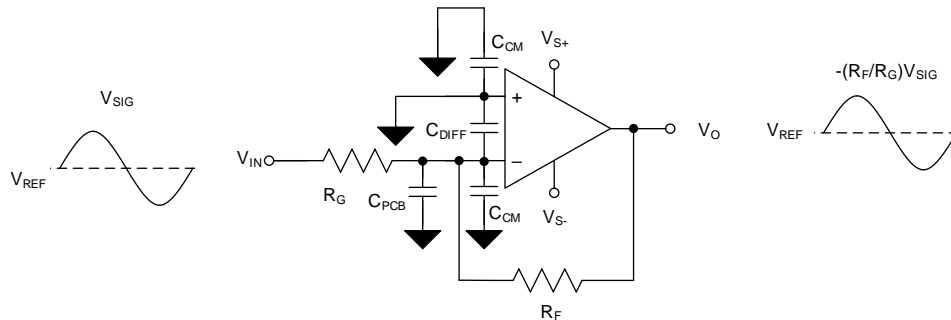 V_SIG
V_REF
V_IN
R_G
C_PCB
C_CM
C_DIFF
C_CM
+
−
V_S+
V_S-
R_F
V_O
-(R_F/R_G)V_SIG
V_REF